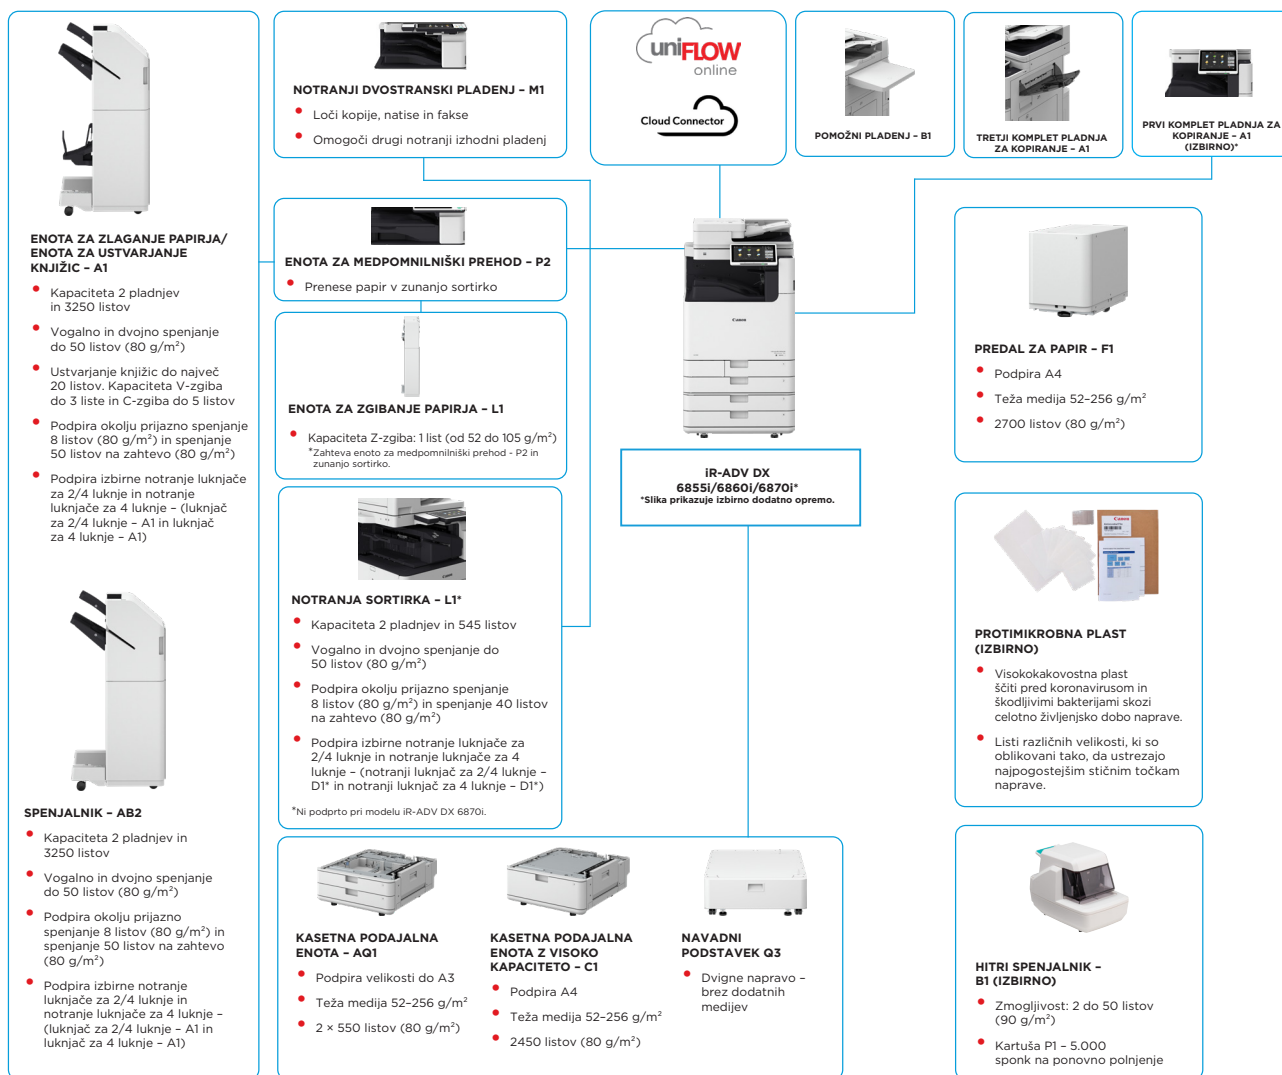 ENOTA ZA ZLAGANJE PAPIRJA/
ENOTA ZA USTVARJANJE
KNJIŽIC – A1
Kapaciteta 2 pladnjev
in 3250 listov
Vogalno in dvojno spenjanje
do 50 listov (80 g/m²)
Ustvarjanje knjižic do največ
20 listov. Kapaciteta V-zgiba
do 3 liste in C-zgiba do 5 listov
Podpira okolju prijazno spenjanje
8 listov (80 g/m²) in spenjanje
50 listov na zahtevo (80 g/m²)
Podpira izbirne notranje luknjače
za 2/4 luknje in notranje
luknjače za 4 luknje – (luknjač
za 2/4 luknje – A1 in luknjač
za 4 luknje – A1)
SPENJALNIK – AB2
Kapaciteta 2 pladnjev in
3250 listov
Vogalno in dvojno spenjanje
do 50 listov (80 g/m²)
Podpira okolju prijazno
spenjanje 8 listov (80 g/m²) in
spenjanje 50 listov na zahtevo
(80 g/m²)
Podpira izbirne notranje
luknjače za 2/4 luknje in
notranje luknjače za 4 luknje –
(luknjač za 2/4 luknje – A1 in
luknjač za 4 luknje – A1)
NOTRANJI DVOSTRANSKI PLADENJ – M1
Loči kopije, natise in fakse
Omogoči drugi notranji izhodni pladenj
ENOTA ZA MEDPOMNILNIŠKI PREHOD – P2
Prenese papir v zunanjo sortirko
ENOTA ZA ZGIBANJE PAPIRJA – L1
Kapaciteta Z-zgiba: 1 list (od 52 do 105 g/m²)
*Zahteva enoto za medpomnilniški prehod - P2 in
zunanjo sortirko.
Canon
NOTRANJA SORTIRKA – L1*
Kapaciteta 2 pladnjev in 545 listov
Vogalno in dvojno spenjanje do
50 listov (80 g/m²)
Podpira okolju prijazno spenjanje
8 listov (80 g/m²) in spenjanje 40 listov
na zahtevo (80 g/m²)
Podpira izbirne notranje luknjače za
2/4 luknje in notranje luknjače za 4
luknje – (notranji luknjač za 2/4 luknje –
D1* in notranji luknjač za 4 luknje – D1*)
*Ni podprto pri modelu iR-ADV DX 6870i.
uniFLOW
online
Cloud Connector
POMOŽNI PLADENJ – B1
TRETJI KOMPLET PLADNJA
ZA KOPIRANJE – A1
PRVI KOMPLET PLADNJA ZA
KOPIRANJE – A1
(IZBIRNO)*
Canon
iR-ADV DX
6855i/6860i/6870i*
*Slika prikazuje izbirno dodatno opremo.
PREDAL ZA PAPIR – F1
Podpira A4
Teža medija 52–256 g/m²
2700 listov (80 g/m²)
Canon
PROTIMIKROBNA PLAST
(IZBIRNO)
Visokokakovostna plast
ščiti pred koronavirusom in
škodljivimi bakterijami skozi
celotno življenjsko dobo naprave.
Listi različnih velikosti, ki so
oblikovani tako, da ustrezajo
najpogostejšim stičnim točkam
naprave.
KASETNA PODAJALNA
ENOTA – AQ1
Podpira velikosti do A3
Teža medija 52–256 g/m²
2 × 550 listov (80 g/m²)
KASETNA PODAJALNA
ENOTA Z VISOKO
KAPACITETO – C1
Podpira A4
Teža medija 52–256 g/m²
2450 listov (80 g/m²)
NAVADNI
PODSTAVEK Q3
Dvigne napravo –
brez dodatnih
medijev
HITRI SPENJALNIK –
B1 (IZBIRNO)
Zmogljivost: 2 do 50 listov
(90 g/m²)
Kartuša P1 – 5.000
sponk na ponovno polnjenje